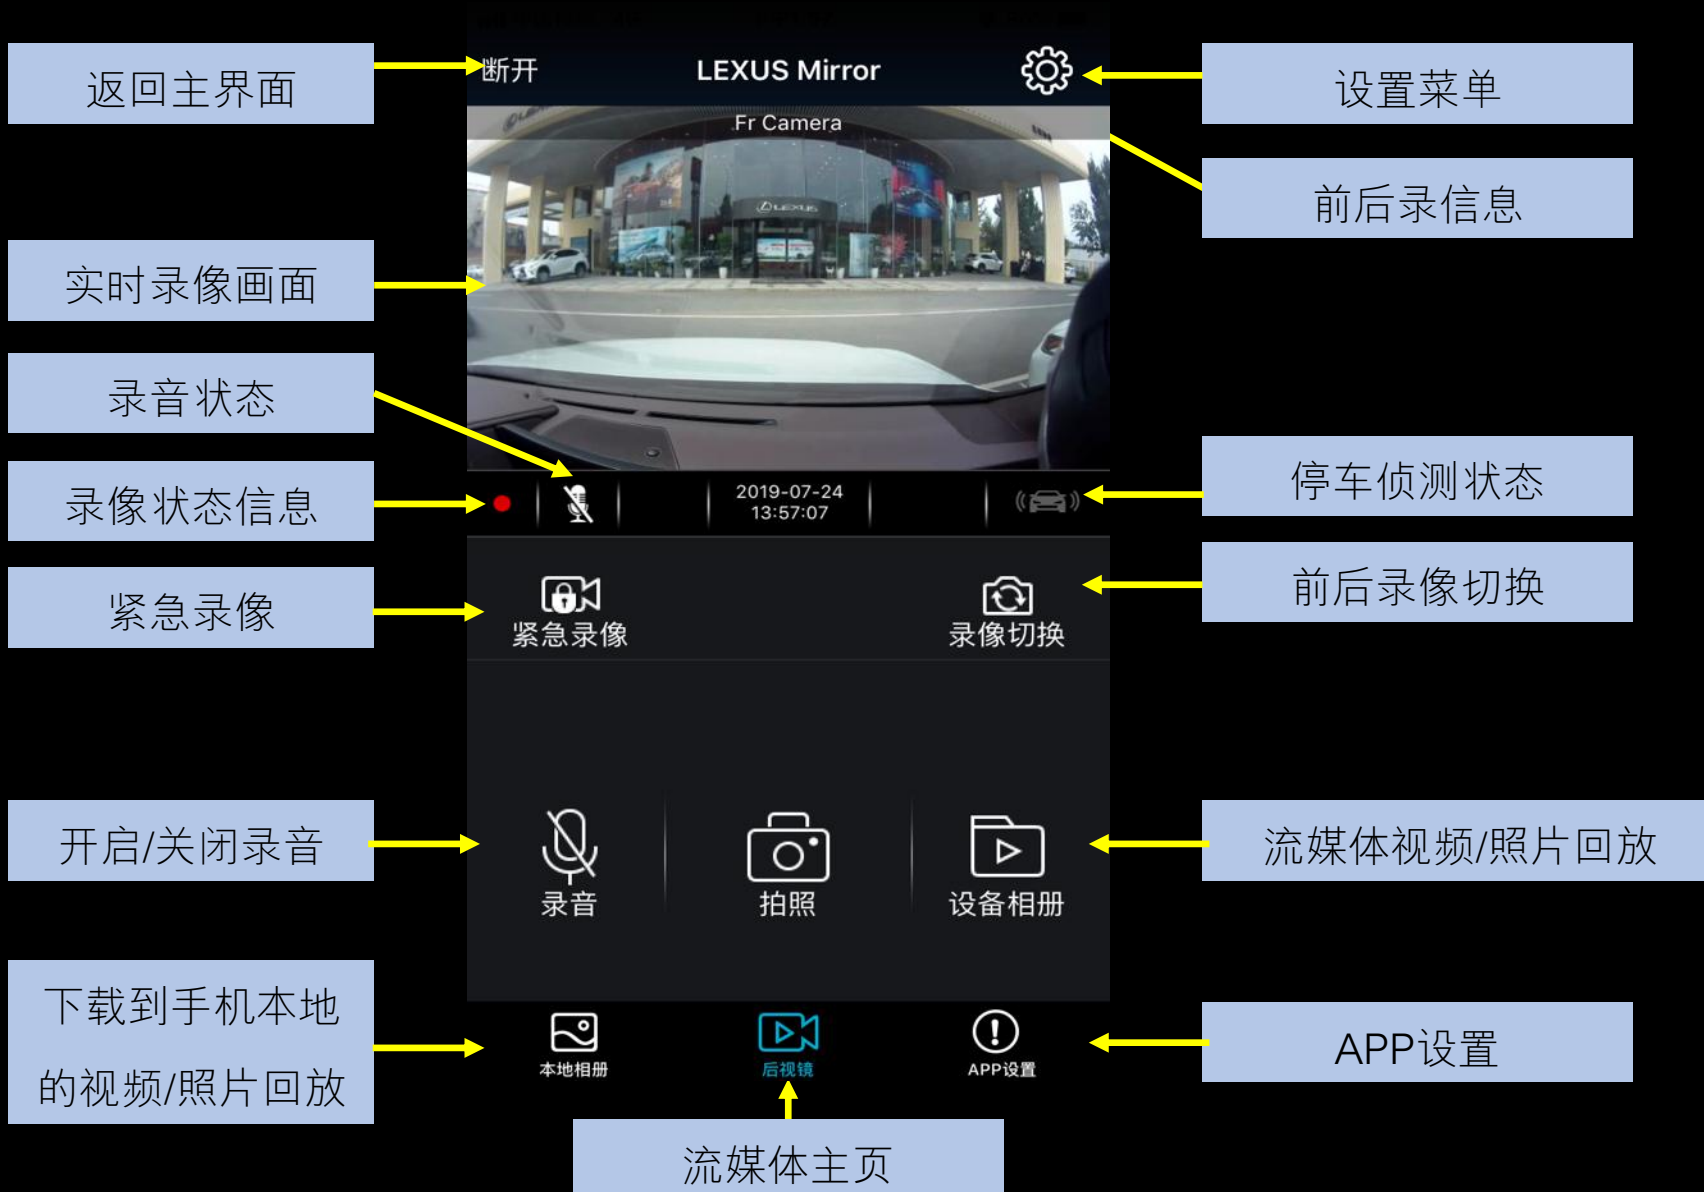 返回主界面
断开
LEXUS Mirror
设置菜单
Fr Camera
前后录信息
LEXUS
实时录像画面
录音状态
录像状态信息
2019-07-24
13:57:07
停车侦测状态
紧急录像
紧急录像
录像切换
前后录像切换
开启/关闭录音
录音
拍照
设备相册
流媒体视频/照片回放
下载到手机本地
的视频/照片回放
本地相册
后视镜
APP设置
APP设置
流媒体主页